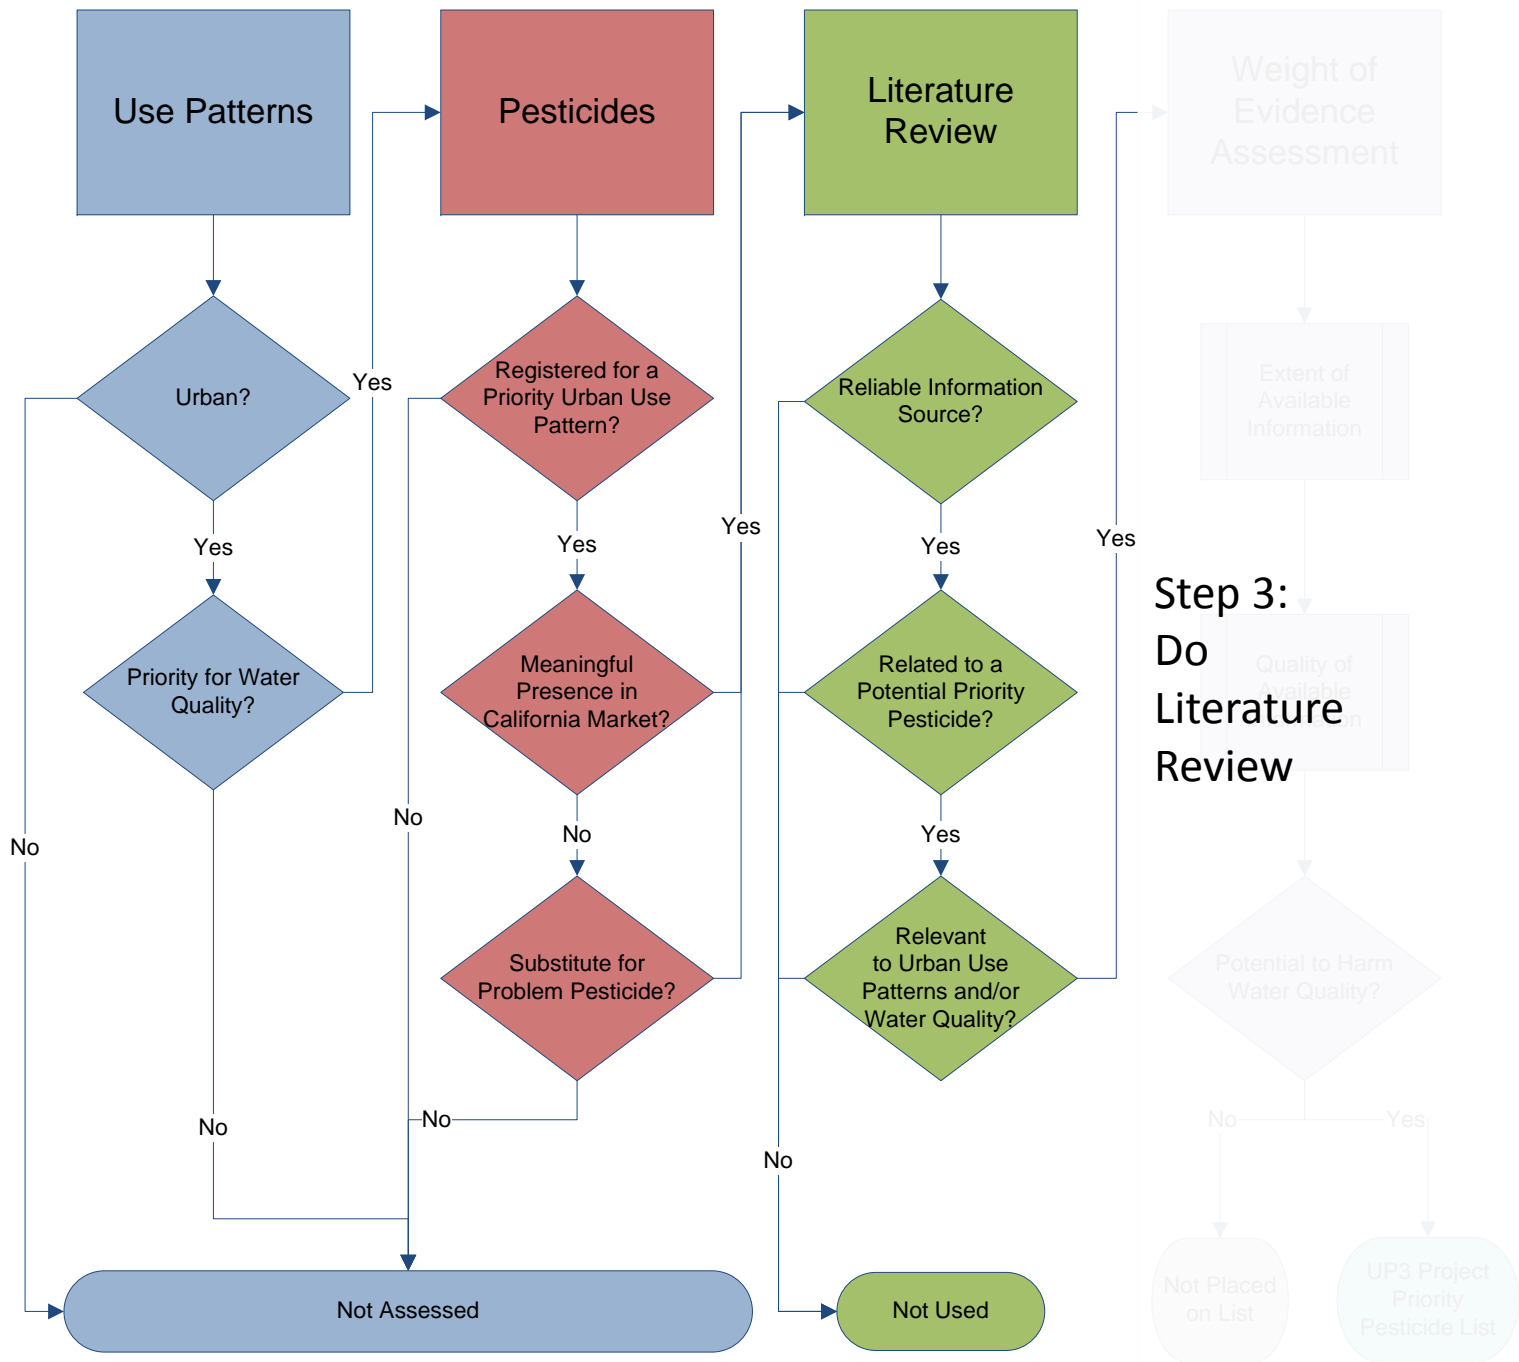 Use Patterns
Pesticides
Literature
Review
Weight of
Evidence
Assessment
Urban?
Yes
Registered for a
Priority Urban Use
Pattern?
Reliable Information
Source?
Extent of
Available
Information
Yes
Yes
Yes
Yes
Yes
Priority for Water
Quality?
Meaningful
Presence in
California Market?
Related to a
Potential Priority
Pesticide?
Step 3:
Do
Literature
Review
Quality of
Available
No
No
No
Yes
Substitute for
Problem Pesticide?
Relevant
to Urban Use
Patterns and/or
Water Quality?
Potential to Harm
Water Quality?
No
No
No
No
Yes
Not Assessed
Not Used
Not Placed
on List
UP3 Project
Priority
Pesticide List